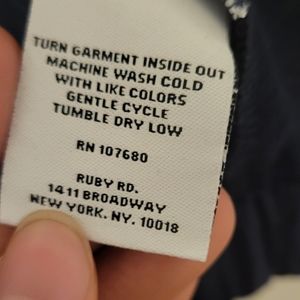 TURN GARMENT INSIDE OUT
MACHINE WASH COLD
WITH LIKE COLORS
GENTLE CYCLE
TUMBLE DRY LOW
RN 107680
RUBY RD.
1411 BROADWAY
NEW YORK. NY. 10018